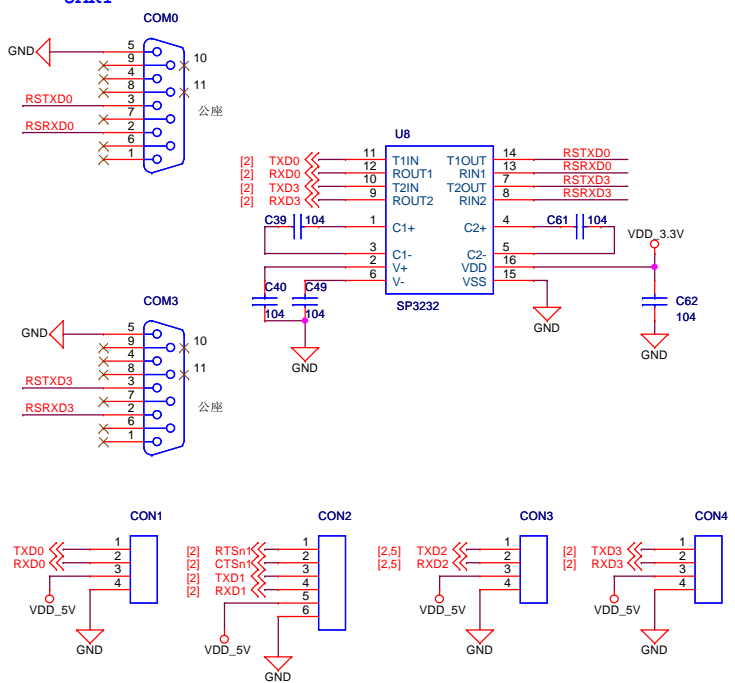 COM0
GND
5
9
4
8
3
7
2
6
1
10
11
RSTXD0
RSRXD0
公座
U8
[2] TXD0 11 T1IN T1OUT 14 RSTXD0
[2] RXD0 12 ROUT1 RIN1 13 RSRXD0
[2] TXD3 10 T2IN T2OUT 7 RSTXD3
[2] RXD3 9 ROUT2 RIN2 8 RSRXD3
C39 104 1 C1+ C2+ 4 C61 104
3 C1- C2- 5
2 V+ VDD 16
6 V- VSS 15
VDD_3.3V
C40 C49
104 104
SP3232
C62
104
GND
GND
GND
COM3
GND
5
9
4
8
3
7
2
6
1
10
11
RSTXD3
RSRXD3
公座
CON1
TXD0 1
RXD0 2
3
4
VDD_5V
GND
CON2
[2] RTSn1 1
[2] CTSn1 2
[2] TXD1 3
[2] RXD1 4
5
6
VDD_5V
GND
CON3
[2,5] TXD2 1
[2,5] RXD2 2
3
4
VDD_5V
GND
CON4
[2] TXD3 1
[2] RXD3 2
3
4
VDD_5V
GND